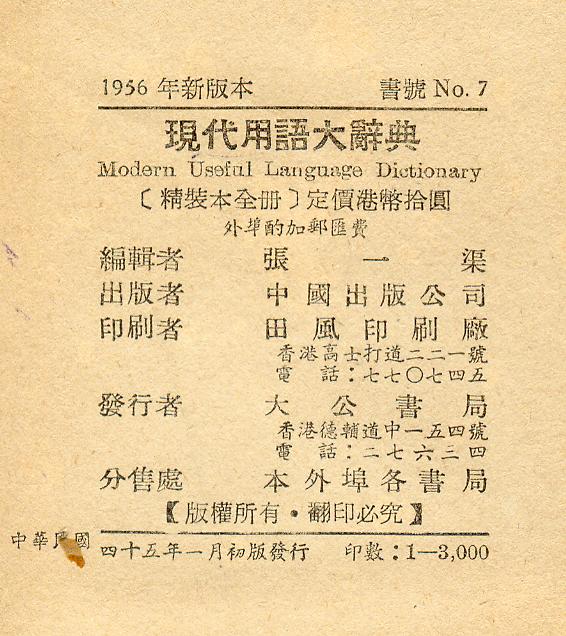 1956 年新版本 書號 No. 7
現代用語大辭典
Modern Useful Language Dictionary
〔精裝本全册〕定價港幣拾圓
外埠酌加郵匯費
編輯者 張一渠
出版者 中國出版公司
印刷者 田風印刷廠
香港高士打道二二一號
電話：七七〇七四五
發行者 大公書局
香港德輔道中一五四號
電話：二七六三四
分售處 本外埠各書局
【版權所有・翻印必究】
中華民國四十五年一月初版發行 印數：1—3,000